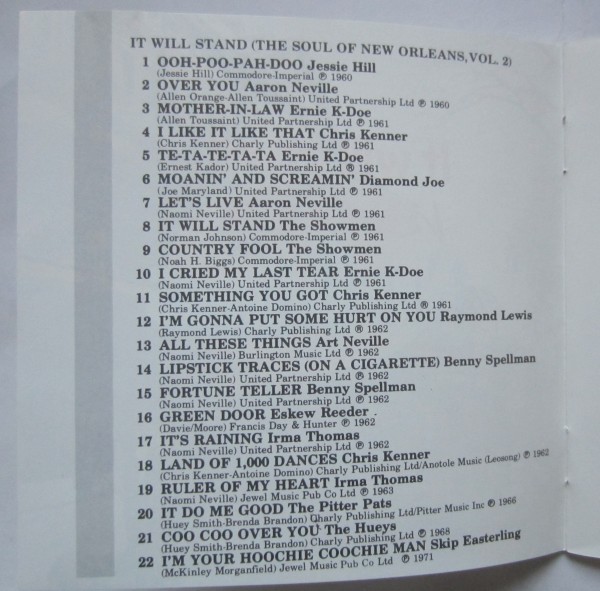 IT WILL STAND (THE SOUL OF NEW ORLEANS, VOL. 2)
1 OOH-POO-PAH-DOO Jessie Hill
(Jessie Hill) Commodore-Imperial ℗ 1960
2 OVER YOU Aaron Neville
(Allen Orange-Allen Toussaint) United Partnership Ltd ℗ 1960
3 MOTHER-IN-LAW Ernie K-Doe
(Allen Toussaint) United Partnership Ltd ℗ 1961
4 I LIKE IT LIKE THAT Chris Kenner
(Chris Kenner) Charly Publishing Ltd ℗ 1961
5 TE-TA-TE-TA-TA Ernie K-Doe
(Ernest Kador) United Partnership Ltd ® 1961
6 MOANIN' AND SCREAMIN' Diamond Joe
(Joe Maryland) United Partnership Ltd ℗ 1961
7 LET'S LIVE Aaron Neville
(Naomi Neville) United Partnership Ltd ℗ 1961
8 IT WILL STAND The Showmen
(Norman Johnson) Commodore-Imperial ℗ 1961
9 COUNTRY FOOL The Showmen
(Noah H. Biggs) Commodore-Imperial ℗ 1961
10 I CRIED MY LAST TEAR Ernie K-Doe
(Naomi Neville) United Partnership Ltd ℗ 1961
11 SOMETHING YOU GOT Chris Kenner
(Chris Kenner-Antoine Domino) Charly Publishing Ltd ® 1961
12 I'M GONNA PUT SOME HURT ON YOU Raymond Lewis
(Raymond Lewis) Charly Publishing Ltd ® 1962
13 ALL THESE THINGS Art Neville
(Naomi Neville) Burlington Music Ltd ℗ 1962
14 LIPSTICK TRACES (ON A CIGARETTE) Benny Spellman
(Naomi Neville) United Partnership Ltd ℗ 1962
15 FORTUNE TELLER Benny Spellman
(Naomi Neville) United Partnership Ltd ℗ 1962
16 GREEN DOOR Eskew Reeder
(Davie/Moore) Francis Day & Hunter ℗ 1962
17 IT'S RAINING Irma Thomas
(Naomi Neville) United Partnership Ltd ℗ 1962
18 LAND OF 1,000 DANCES Chris Kenner
(Chris Kenner-Antoine Domino) Charly Publishing Ltd/Anotole Music (Leosong) ℗ 1962
19 RULER OF MY HEART Irma Thomas
(Naomi Neville) Jewel Music Pub Co Ltd ℗ 1963
20 IT DO ME GOOD The Pitter Pats
(Huey Smith-Brenda Brandon) Charly Publishing Ltd/Pitter Music Inc ℗ 1966
21 COO COO OVER YOU The Hueys
(Huey Smith-Brenda Brandon) Charly Publishing Ltd ℗ 1968
22 I'M YOUR HOOCHIE COOCHIE MAN Skip Easterling
(McKinley Morganfield) Jewel Music Pub Co Ltd ℗ 1971